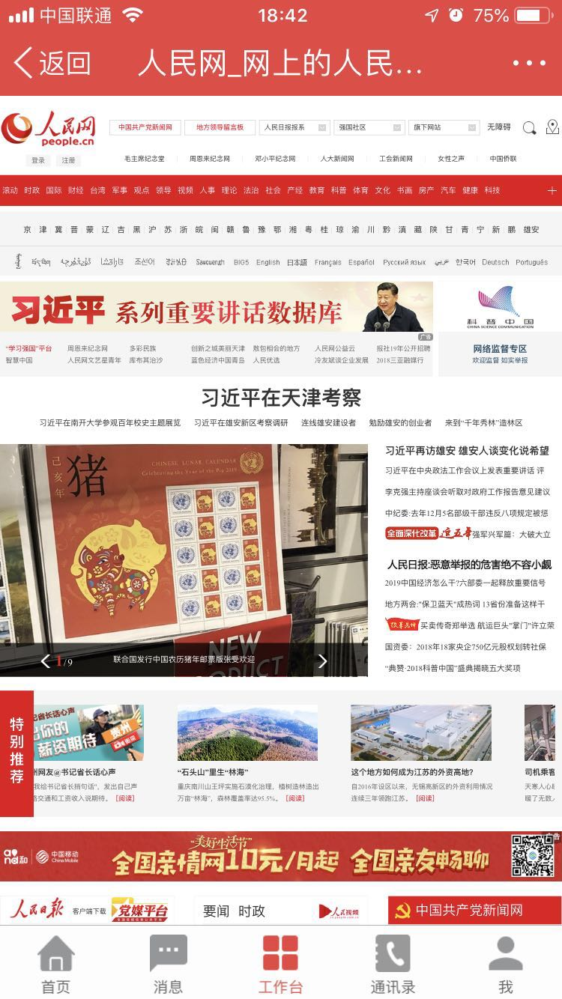 中国联通 18:42 75%
返回 人民网_网上的人民...
人民网 people.cn
中国共产党新闻网 地方领导留言板 人民日报报系 强国社区 旗下网站 无障碍
登录 注册 毛主席纪念堂 周恩来纪念网 邓小平纪念网 人大新闻网 工会新闻网 女性之声 中国侨联
滚动 时政 国际 财经 台湾 军事 观点 领导 视频 人事 理论 法治 社会 产经 教育 科普 体育 文化 书画 房产 汽车 健康 科技 +
京 津 冀 晋 蒙 辽 吉 黑 沪 苏 浙 皖 闽 赣 鲁 豫 鄂 湘 粤 桂 琼 渝 川 黔 滇 藏 陕 甘 青 宁 新 鹏 雄安
조선어 Sawcuengh BIG5 English 日本語 Français Español Русский язык عربي 한국어 Deutsch Português
习近平 系列重要讲话数据库
科普中国
CHINA SCIENCE COMMUNICATION
广告
“学习强国”平台 周恩来纪念网 多彩民族 创新之城美丽天津 敖包相会的地方 人民网公益云 报社19年公开招聘
智慧中国 人民网文艺星青年 库布其治沙 蓝色经济中国青岛 人民优选 冷友斌谈企业发展 2018三亚融媒行
网络监督专区
欢迎监督 如实举报
习近平在天津考察
习近平在南开大学参观百年校史主题展览 习近平在雄安新区考察调研 连线雄安建设者 勉励雄安的创业者 来到“千年秀林”造林区
己亥年 猪
CHINESE LUNAR CALENDAR
Celebrating the Year of the Pig 2019
NEW
PRODUCT
1/9 联合国发行中国农历猪年邮票版张受欢迎
习近平再访雄安 雄安人谈变化说希望
习近平在中央政法工作会议上发表重要讲话 评
李克强主持座谈会听取对政府工作报告意见建议
中纪委:去年12月5名部级干部违反八项规定被惩
全面深化改革 这五年 强军兴军篇：大破大立
人民日报:恶意举报的危害绝不容小觑
2019中国经济怎么干?六部委一起释放重要信号
地方两会:"保卫蓝天"成热词 13省份准备这样干
买卖传奇郑举选 航运巨头"掌门"许立荣
国资委：2018年18家央企750亿元股权划转社保
“典赞·2018科普中国”盛典揭晓五大奖项
特别推荐
记省长话心声
出你的
薪资期待
贵州
州网友@书记省长话心声
我给书记省长捎句话”，发出自己声
路交通和工资收入说期待。[阅读]
“石头山”里生“林海”
重庆南川山王坪实施石漠化治理，植树造林造出
万亩“林海”，森林覆盖率达95.5%。[阅读]
这个地方如何成为江苏的外资高地?
自2016年设区以来，无锡高新区的外资利用情况
连续三年领跑江苏。[阅读]
司机乘客
天寒人心
暖了无数人
广告
and和 中国移动 China Mobile “美好生活节” 全国亲情网10元/月起 全国亲友畅聊
人民日报 客户端下载 党媒平台 要闻 时政 人民视频 中国共产党新闻网
首页 消息 工作台 通讯录 我